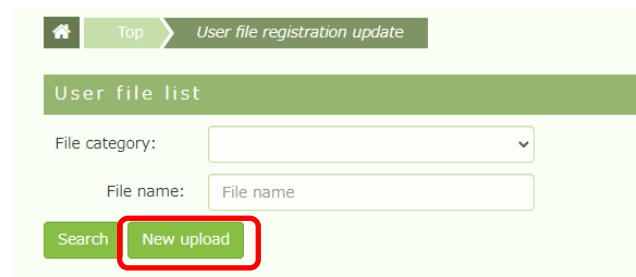 Top User file registration update
User file list
File category:
File name: File name
Search New upload